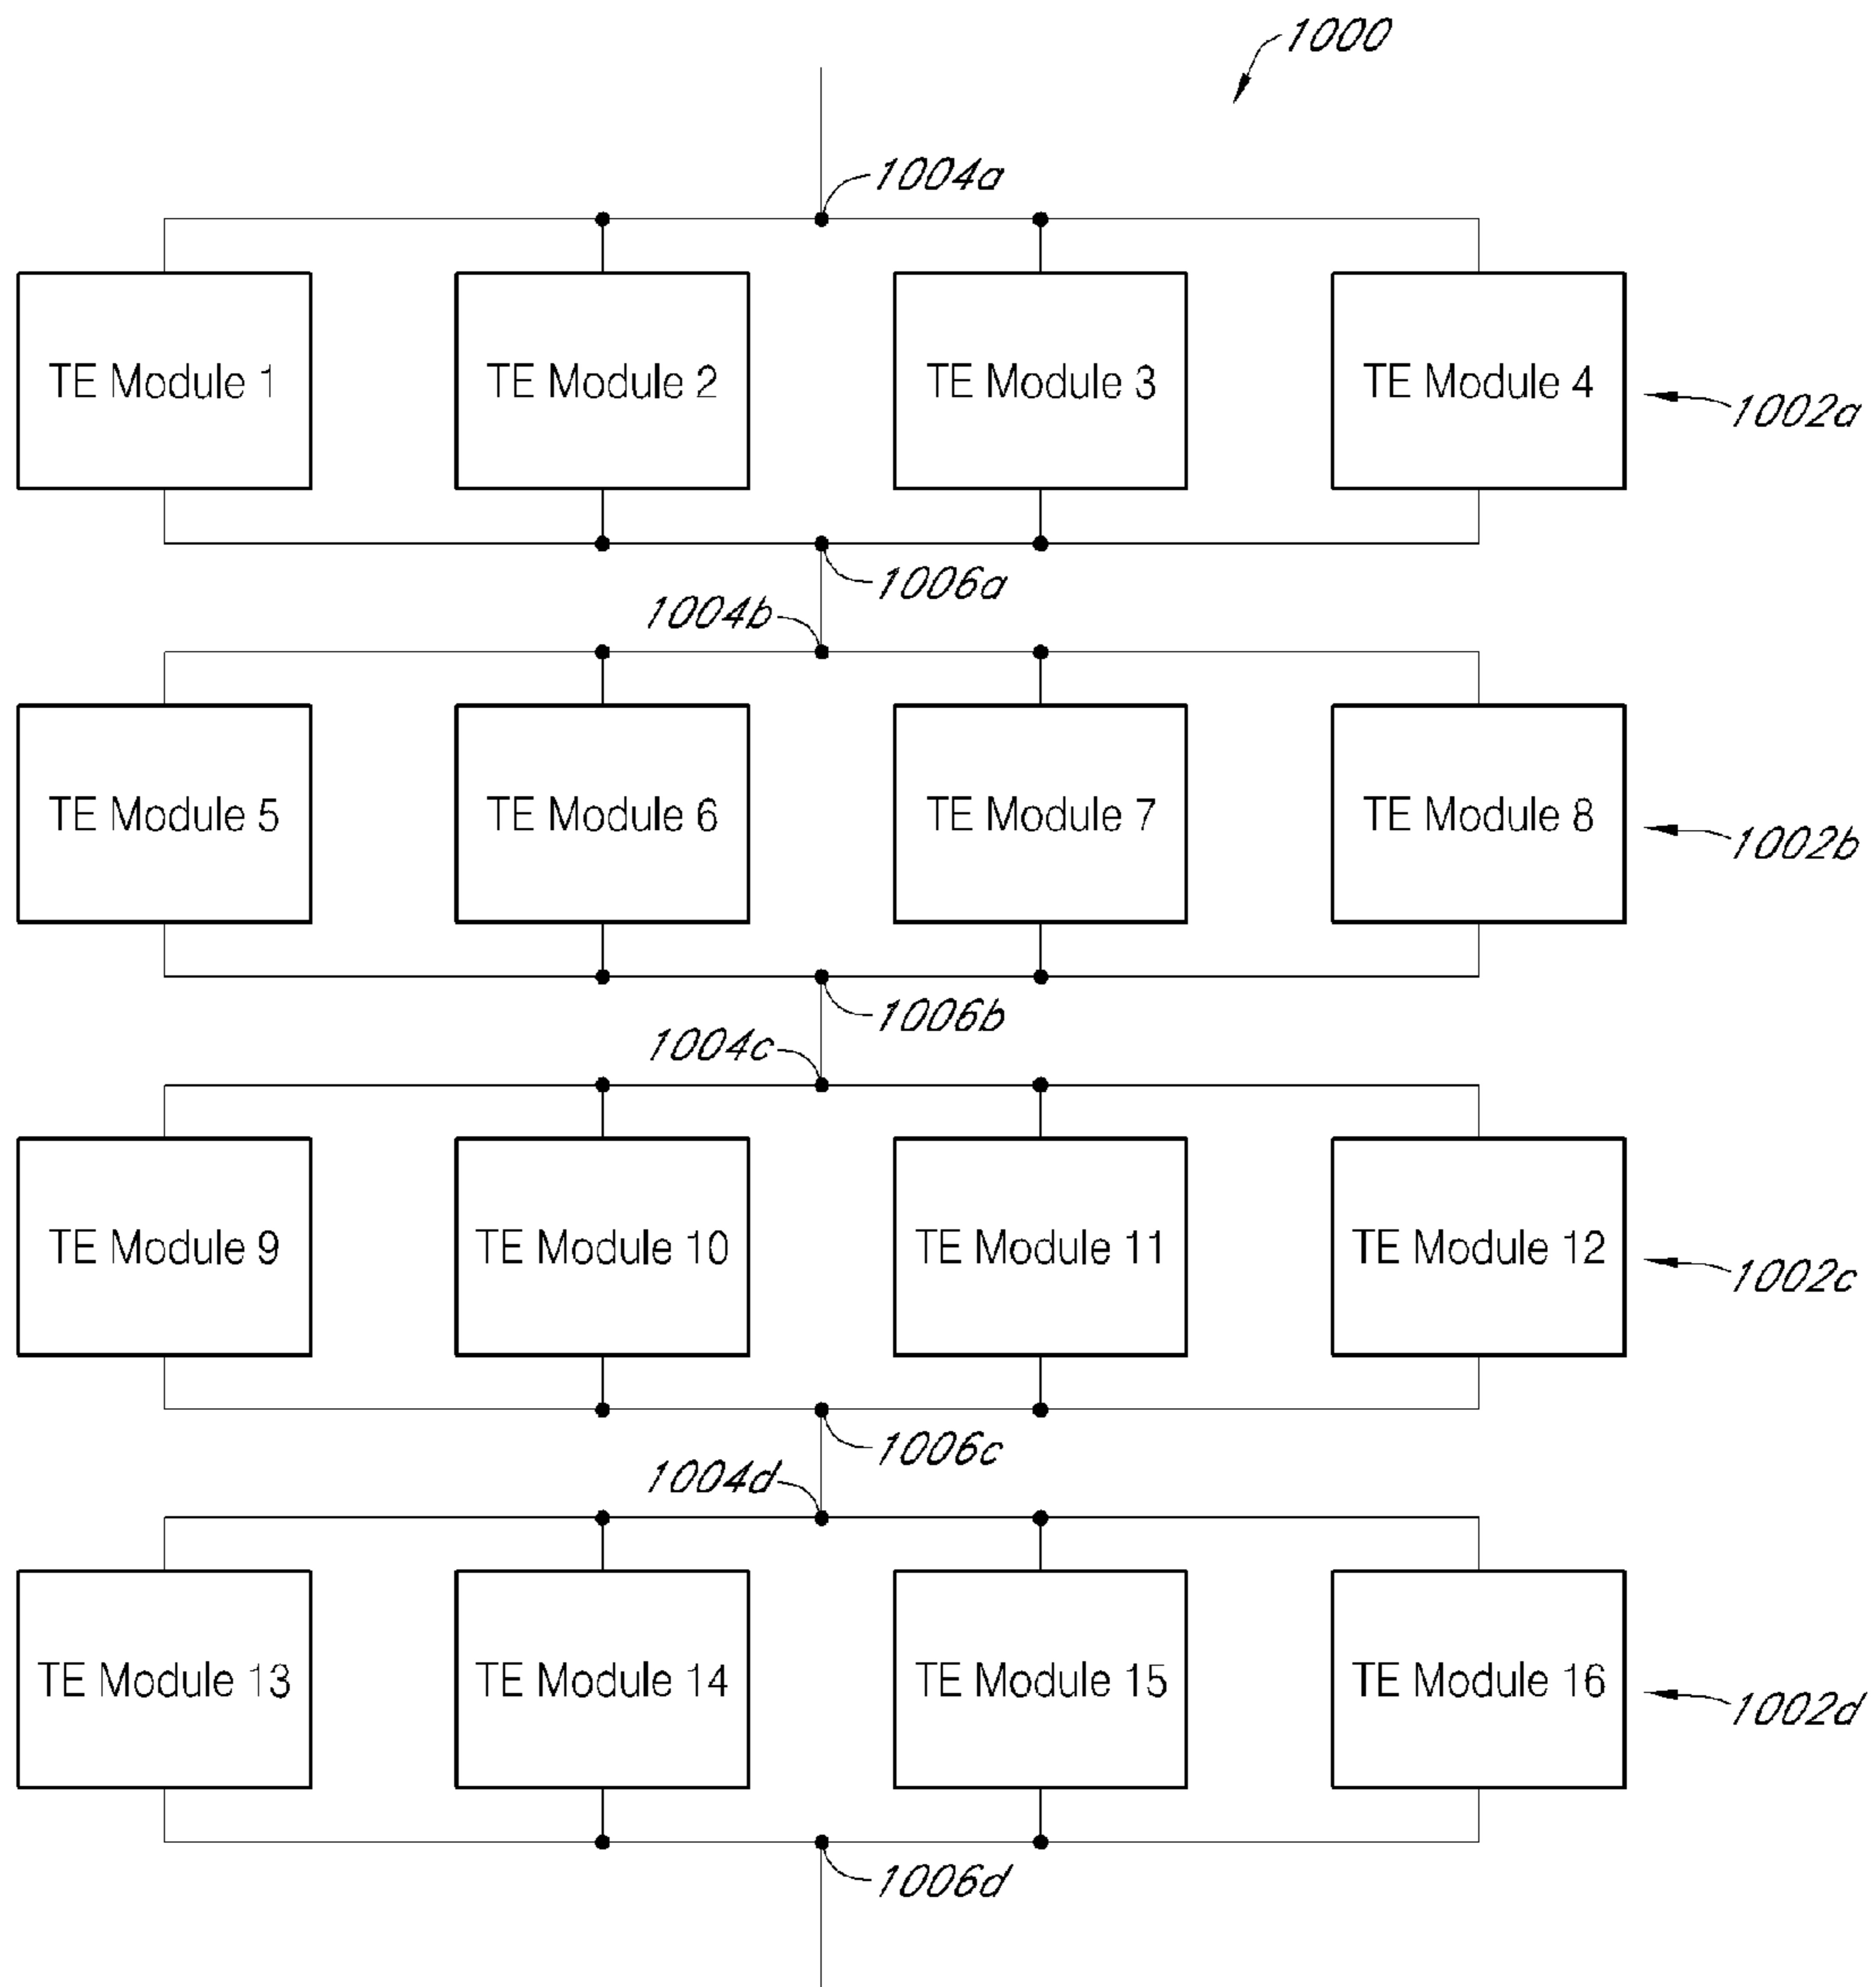 1000
1004a
TE Module 1 TE Module 2 TE Module 3 TE Module 4
1002a
1006a
1004b
TE Module 5 TE Module 6 TE Module 7 TE Module 8
1002b
1006b
1004c
TE Module 9 TE Module 10 TE Module 11 TE Module 12
1002c
1006c
1004d
TE Module 13 TE Module 14 TE Module 15 TE Module 16
1002d
1006d